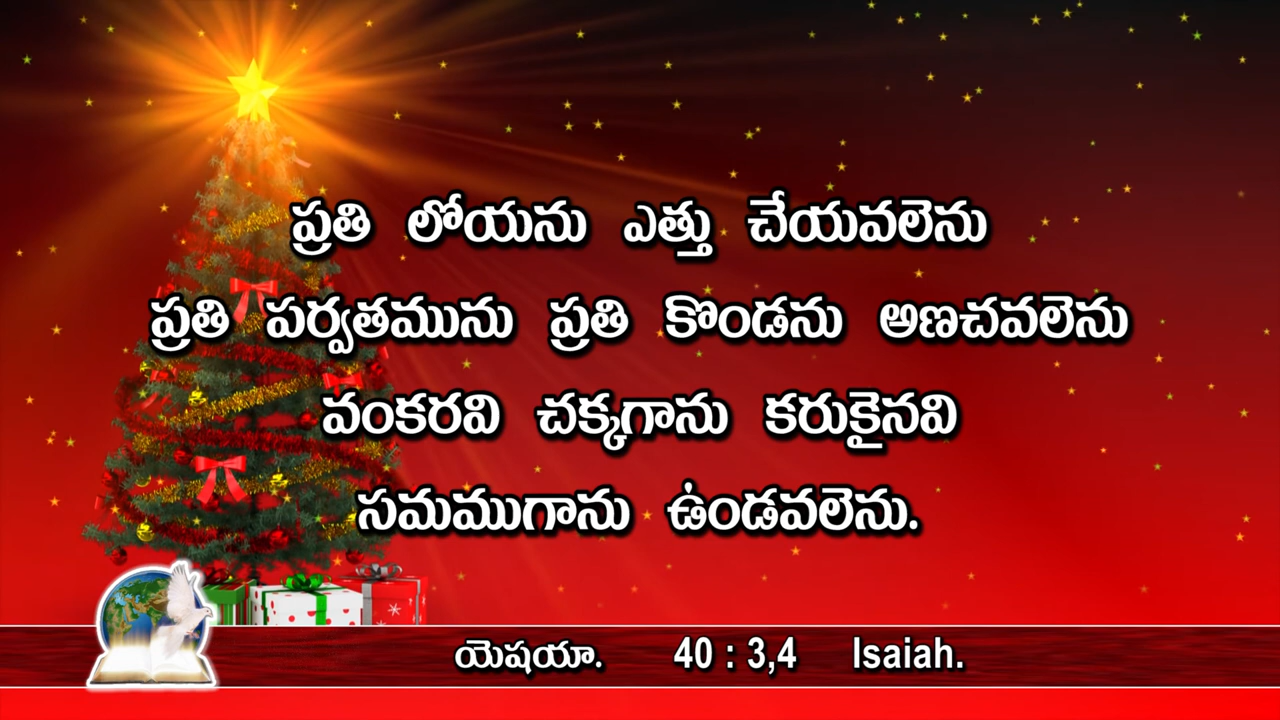 ప్రతి లోయను ఎత్తు చేయవలెను
ప్రతి పర్వతమును ప్రతి కొండను అణచవలెను
వంకరవి చక్కగాను కరుకైనవి
సమముగాను ఉండవలెను.
యెషయా. 40 : 3,4 Isaiah.